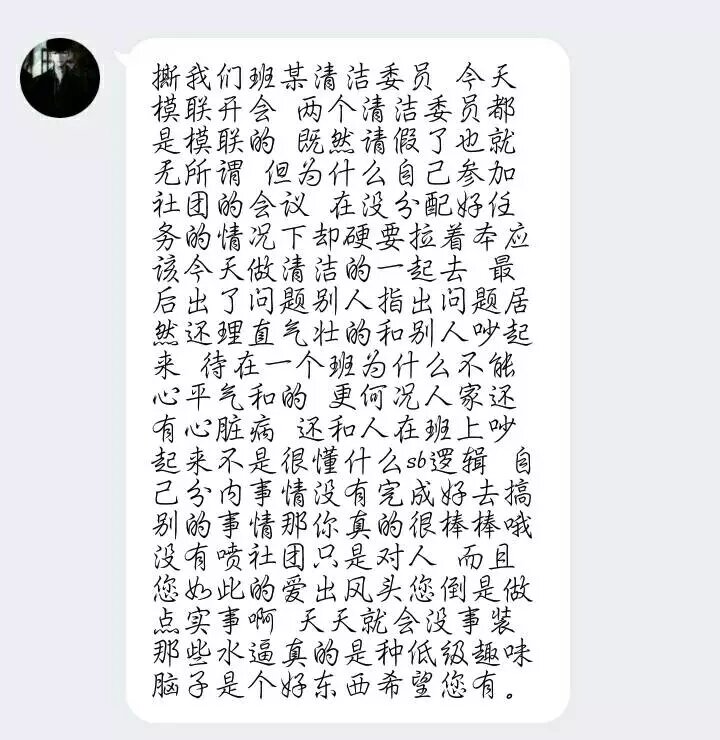 撕我们班某清洁委员 今天
模联开会 两个清洁委员都
是模联的 既然请假了也就
无所谓 但为什么自己参加
社团的会议 在没分配好任
务的情况下却硬要拉着本应
该今天做清洁的一起去 最
后出了问题别人指出问题居
然还理直气壮的和别人吵起
来 待在一个班为什么不能
心平气和的 更何况人家还
有心脏病 还和人在班上吵
起来不是很懂什么sb逻辑 自
己分内事情没有完成好去搞
别的事情那你真的很棒棒哦
没有喷社团只是对人 而且
您如此的爱出风头您倒是做
点实事啊 天天就会没事装
那些水逼真的是种低级趣味
脑子是个好东西希望您有。